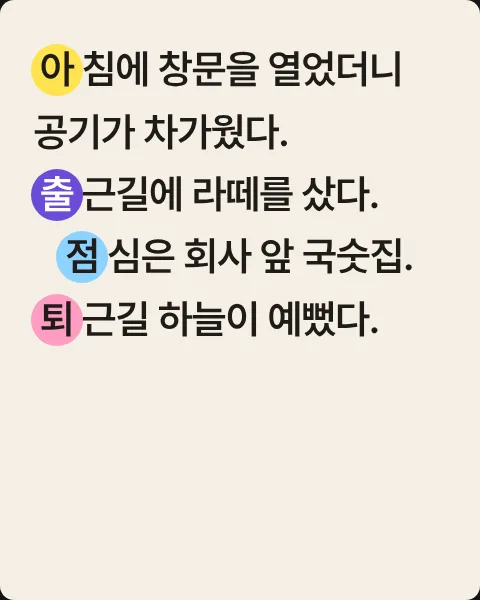 아침에 창문을 열었더니
공기가 차가웠다.
출근길에 라떼를 샀다.
점심은 회사 앞 국숫집.
퇴근길 하늘이 예뻤다.